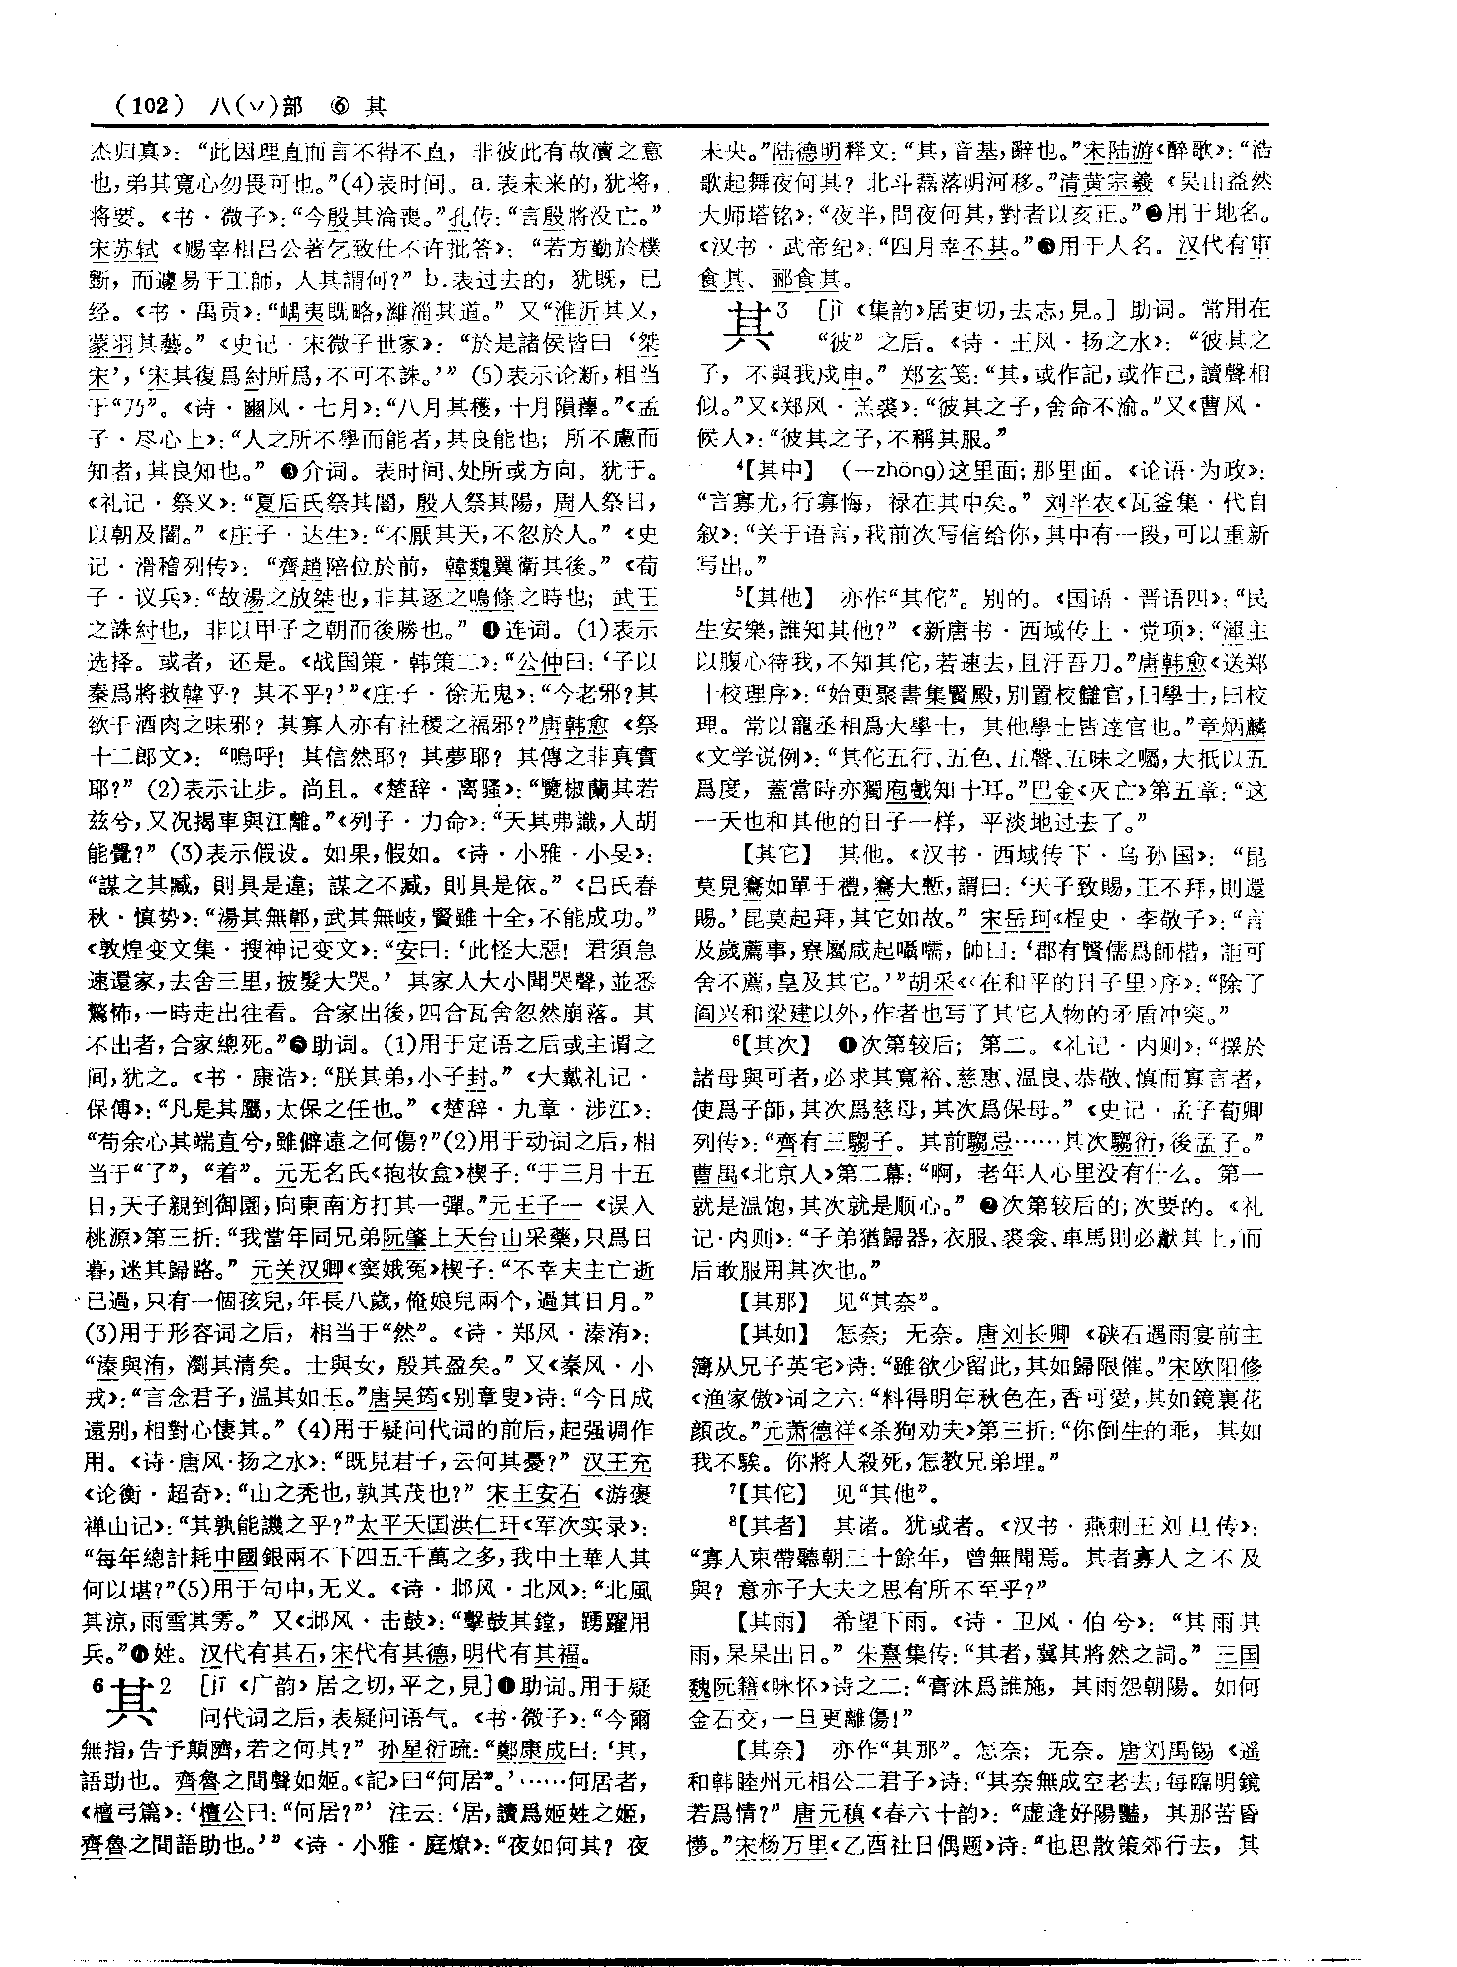 (102) 八(丷)部 ⑥ 其
杰归真》：“此因理直而言不得不直，非彼此有故瀆之意
也，弟其寬心勿畏可也。”(4)表时间。a.表未来的，犹将，
将要。《书·微子》：“今殷其淪喪。”孔传：“言殷將没亡。”
宋苏轼《赐宰相吕公著乞致仕不许批答》：“若方勤於樸
斲，而遽易于工師，人其謂何？”b.表过去的，犹既，已
经。《书·禹贡》：“嵎夷既略，濰淄其道。”又“淮沂其乂，
蒙羽其藝。”《史记·宋微子世家》：“於是諸侯皆曰‘桀
宋’，‘宋其復爲紂所爲，不可不誅。’”(5)表示论断，相当
于“乃”。《诗·豳风·七月》：“八月其穫，十月隕蘀。”《孟
子·尽心上》：“人之所不學而能者，其良能也；所不慮而
知者，其良知也。”❸介词。表时间、处所或方向。犹于。
《礼记·祭义》：“夏后氏祭其闇，殷人祭其陽，周人祭日，
以朝及闇。”《庄子·达生》：“不厭其天，不忽於人。”《史
记·滑稽列传》：“齊趙陪位於前，韓魏翼衛其後。”《荀
子·议兵》：“故湯之放桀也，非其逐之鳴條之時也；武王
之誅紂也，非以甲子之朝而後勝也。”❹连词。(1)表示
选择。或者，还是。《战国策·韩策二》：“公仲曰：‘子以
秦爲將救韓乎？其不乎？’”《庄子·徐无鬼》：“今老邪？其
欲干酒肉之味邪？其寡人亦有社稷之福邪？”唐韩愈《祭
十二郎文》：“嗚呼！其信然耶？其夢耶？其傳之非真實
耶？”(2)表示让步。尚且。《楚辞·离骚》：“覽椒蘭其若
兹兮，又况揭車與江離。”《列子·力命》：“天其弗識，人胡
能覺？”(3)表示假设。如果，假如。《诗·小雅·小旻》：
“謀之其臧，則具是違；謀之不臧，則具是依。”《吕氏春
秋·慎势》：“湯其無鄣，武其無岐，賢雖十全，不能成功。”
《敦煌变文集·搜神记变文》：“安曰：‘此怪大惡！君須急
速還家，去舍三里，披髮大哭。’其家人大小聞哭聲，並悉
驚怖，一時走出往看。合家出後，四合瓦舍忽然崩落。其
不出者，合家總死。”❺助词。(1)用于定语之后或主谓之
间，犹之。《书·康诰》：“朕其弟，小子封。”《大戴礼记·
保傅》：“凡是其屬，太保之任也。”《楚辞·九章·涉江》：
“苟余心其端直兮，雖僻遠之何傷？”(2)用于动词之后，相
当于“了”，“着”。元无名氏《抱妆盒》楔子：“于三月十五
日，天子親到御園，向東南方打其一彈。”元王子一《误入
桃源》第三折：“我當年同兄弟阮肇上天台山采藥，只爲日
暮，迷其歸路。”元关汉卿《窦娥冤》楔子：“不幸夫主亡逝
已過，只有一個孩兒，年長八歲，俺娘兒兩个，過其日月。”
(3)用于形容词之后，相当于“然”。《诗·郑风·溱洧》：
“溱與洧，瀏其清矣。士與女，殷其盈矣。”又《秦风·小
戎》：“言念君子，温其如玉。”唐吴筠《别章叟》诗：“今日成
遠别，相對心悽其。”(4)用于疑问代词的前后，起强调作
用。《诗·唐风·扬之水》：“既見君子，云何其憂？”汉王充
《论衡·超奇》：“山之秃也，孰其茂也？”宋王安石《游褒
禅山记》：“其孰能譏之乎？”太平天囯洪仁玕《军次实录》：
“每年總計耗中國銀兩不下四五千萬之多，我中土華人其
何以堪？”(5)用于句中，无义。《诗·邶风·北风》：“北風
其涼，雨雪其雱。”又《邶风·击鼓》：“擊鼓其鏜，踴躍用
兵。”❻姓。汉代有其石，宋代有其德，明代有其福。
6其2 [jī《广韵》居之切，平之，見]❶助词。用于疑
问代词之后，表疑问语气。《书·微子》：“今爾
無指，告予顛隮，若之何其？”孙星衍疏：“鄭康成曰：‘其，
語助也。齊魯之間聲如姬。《記》曰“何居”。’……何居者，
《檀弓篇》：‘檀公曰：“何居？”’注云：‘居，讀爲姬姓之姬，
齊魯之間語助也。’”《诗·小雅·庭燎》：“夜如何其？夜
未央。”陆德明释文：“其，音基，辭也。”宋陆游《醉歌》：“浩
歌起舞夜何其？北斗磊落明河移。”清黄宗羲《吴山益然
大师塔铭》：“夜半，問夜何其，對者以亥正。”❷用于地名。
《汉书·武帝纪》：“四月幸不其。”❸用于人名。汉代有审
食其、郦食其。
其3 [jì《集韵》居吏切，去志，見。]助词。常用在
“彼”之后。《诗·王风·扬之水》：“彼其之
子，不與我戍申。”郑玄笺：“其，或作記，或作己，讀聲相
似。”又《郑风·羔裘》：“彼其之子，舍命不渝。”又《曹风·
候人》：“彼其之子，不稱其服。”
4【其中】 (—zhōng)这里面；那里面。《论语·为政》：
“言寡尤，行寡悔，禄在其中矣。”刘半农《瓦釜集·代自
叙》：“关于语言，我前次写信给你，其中有一段，可以重新
写出。”
5【其他】 亦作“其佗”。别的。《国语·晋语四》：“民
生安樂，誰知其他？”《新唐书·西域传上·党项》：“渾主
以腹心待我，不知其佗，若速去，且汙吾刀。”唐韩愈《送郑
十校理序》：“始更聚書集賢殿，别置校讎官，曰學士，曰校
理。常以寵丞相爲大學士，其他學士皆達官也。”章炳麟
《文学说例》：“其佗五行、五色、五聲、五味之屬，大抵以五
爲度，蓋當時亦獨庖戲知十耳。”巴金《灭亡》第五章：“这
一天也和其他的日子一样，平淡地过去了。”
【其它】 其他。《汉书·西域传下·乌孙国》：“昆
莫見騫如單于禮，騫大慙，謂曰：‘天子致賜，王不拜，則還
賜。’昆莫起拜，其它如故。”宋岳珂《桯史·李敬子》：“言
及歲薦事，寮屬咸起囁嚅，帥曰：‘郡有賢儒爲師楷，詎可
舍不薦，皇及其它。’”胡采《〈在和平的日子里〉序》：“除了
阎兴和梁建以外，作者也写了其它人物的矛盾冲突。”
6【其次】 ❶次第较后；第二。《礼记·内则》：“擇於
諸母與可者，必求其寬裕、慈惠、温良、恭敬、慎而寡言者，
使爲子師，其次爲慈母，其次爲保母。”《史记·孟子荀卿
列传》：“齊有三騶子。其前騶忌……其次騶衍，後孟子。”
曹禺《北京人》第二幕：“啊，老年人心里没有什么。第一
就是温饱，其次就是顺心。”❷次第较后的；次要的。《礼
记·内则》：“子弟猶歸器，衣服、裘衾、車馬則必獻其上，而
后敢服用其次也。”
【其那】 见“其奈”。
【其如】 怎奈；无奈。唐刘长卿《硖石遇雨宴前主
簿从兄子英宅》诗：“雖欲少留此，其如歸限催。”宋欧阳修
《渔家傲》词之六：“料得明年秋色在，香可愛，其如鏡裏花
顔改。”元萧德祥《杀狗劝夫》第三折：“你倒生的乖，其如
我不騃。你將人殺死，怎教兄弟埋。”
7【其佗】 见“其他”。
8【其者】 其诸。犹或者。《汉书·燕刺王刘旦传》：
“寡人束帶聽朝三十餘年，曾無聞焉。其者寡人之不及
與？意亦子大夫之思有所不至乎？”
【其雨】 希望下雨。《诗·卫风·伯兮》：“其雨其
雨，杲杲出日。”朱熹集传：“其者，冀其將然之詞。”三国
魏阮籍《咏怀》诗之二：“膏沐爲誰施，其雨怨朝陽。如何
金石交，一旦更離傷！”
【其奈】 亦作“其那”。怎奈；无奈。唐刘禹锡《遥
和韩睦州元相公二君子》诗：“其奈無成空老去，每臨明鏡
若爲情？”唐元稹《春六十韵》：“虚逢好陽豔，其那苦昏
懜。”宋杨万里《乙酉社日偶题》诗：“也思散策郊行去，其